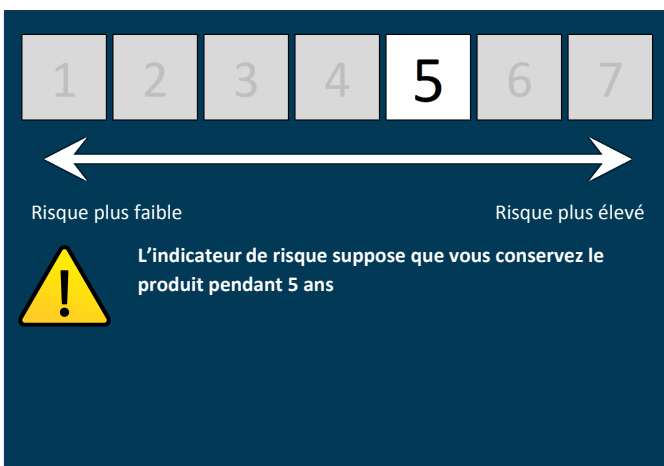 1 2 3 4 5 6 7
Risque plus faible Risque plus élevé
L'indicateur de risque suppose que vous conservez le
produit pendant 5 ans